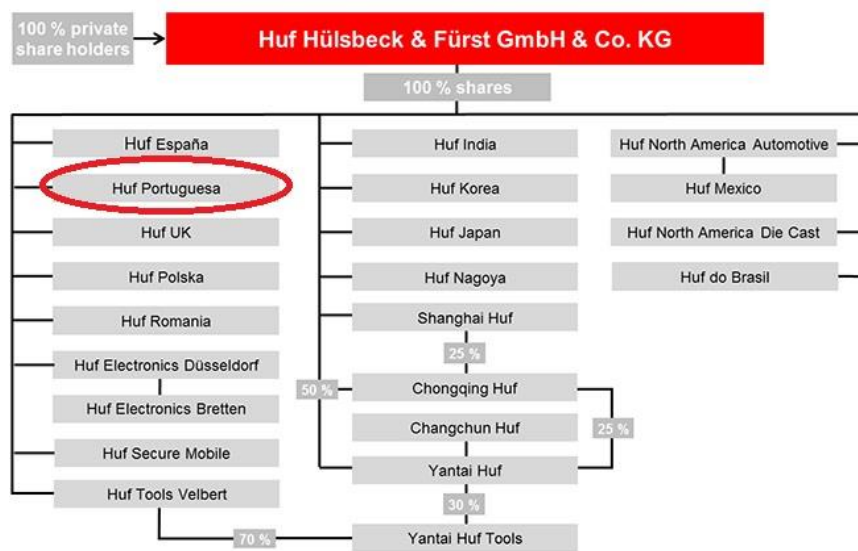 100 % private
share holders
Huf Hülsbeck & Fürst GmbH & Co. KG
100 % shares
Huf España
Huf Portuguesa
Huf UK
Huf Polska
Huf Romania
Huf Electronics Düsseldorf
Huf Electronics Bretten
Huf Secure Mobile
Huf Tools Velbert
70 %
Huf India
Huf Korea
Huf Japan
Huf Nagoya
Shanghai Huf
25 %
50 %
Chongqing Huf
Changchun Huf
25 %
Yantai Huf
30 %
Yantai Huf Tools
Huf North America Automotive
Huf Mexico
Huf North America Die Cast
Huf do Brasil